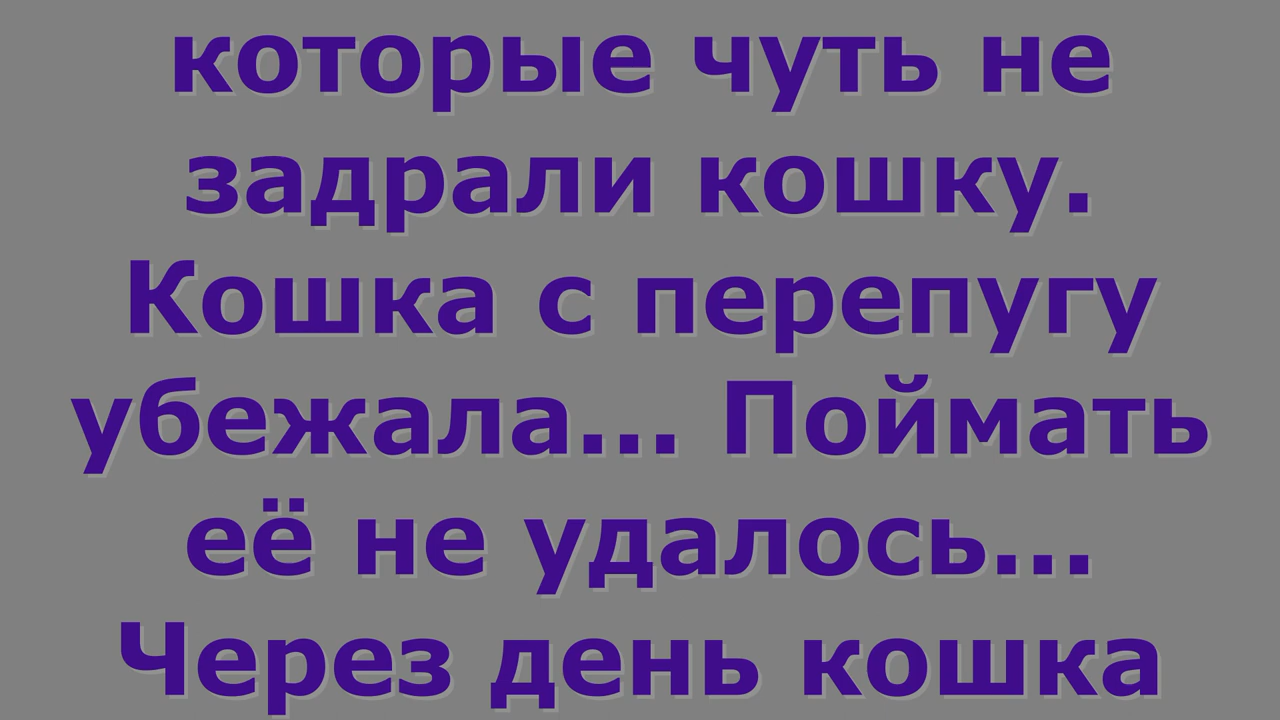 которые чуть не
задрали кошку.
Кошка с перепугу
убежала... Поймать
её не удалось...
Через день кошка